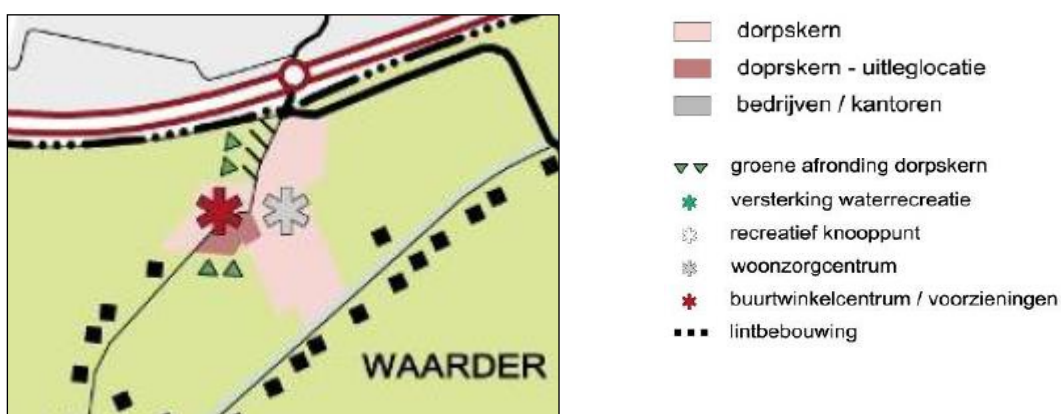 dorpskern
doprskern - uitleglocatie
bedrijven / kantoren
groene afronding dorpskern
versterking waterrecreatie
recreatief knooppunt
woonzorgcentrum
buurtwinkelcentrum / voorzieningen
lintbebouwing
WAARDER